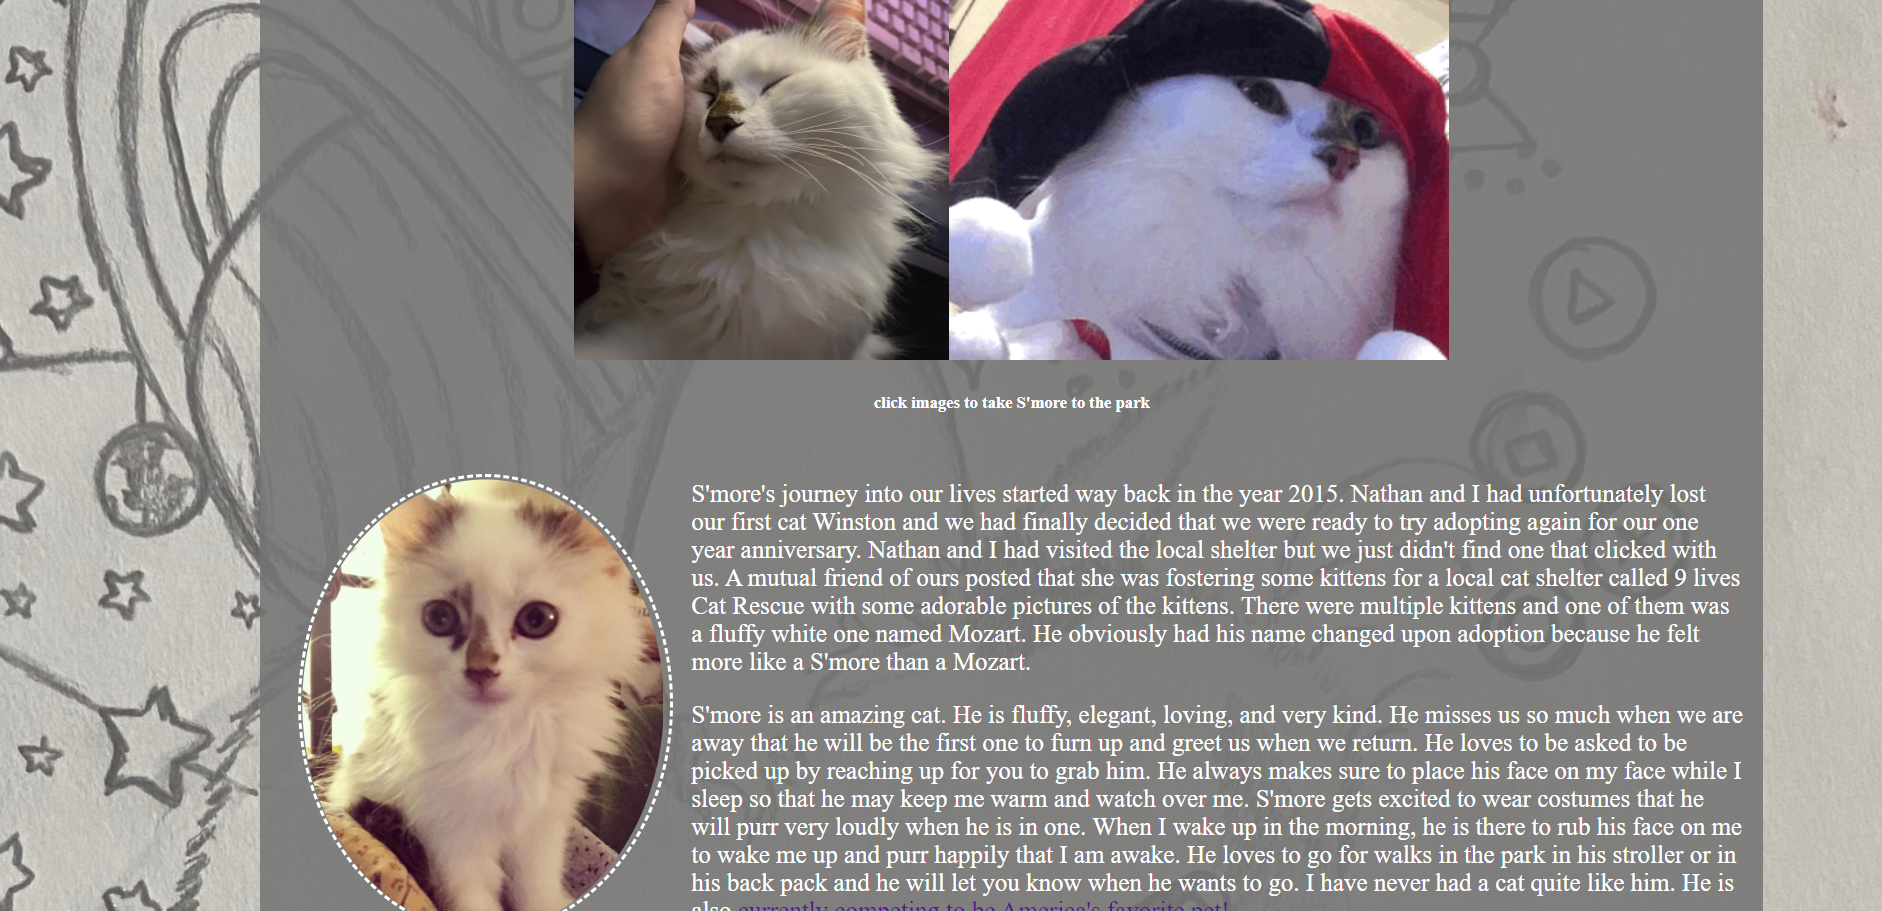 click images to take S'more to the park
S'more's journey into our lives started way back in the year 2015. Nathan and I had unfortunately lost
our first cat Winston and we had finally decided that we were ready to try adopting again for our one
year anniversary. Nathan and I had visited the local shelter but we just didn't find one that clicked with
us. A mutual friend of ours posted that she was fostering some kittens for a local cat shelter called 9 lives
Cat Rescue with some adorable pictures of the kittens. There were multiple kittens and one of them was
a fluffy white one named Mozart. He obviously had his name changed upon adoption because he felt
more like a S'more than a Mozart.
S'more is an amazing cat. He is fluffy, elegant, loving, and very kind. He misses us so much when we are
away that he will be the first one to furn up and greet us when we return. He loves to be asked to be
picked up by reaching up for you to grab him. He always makes sure to place his face on my face while I
sleep so that he may keep me warm and watch over me. S'more gets excited to wear costumes that he
will purr very loudly when he is in one. When I wake up in the morning, he is there to rub his face on me
to wake me up and purr happily that I am awake. He loves to go for walks in the park in his stroller or in
his back pack and he will let you know when he wants to go. I have never had a cat quite like him. He is
also currently competing to be America's favorite pet!